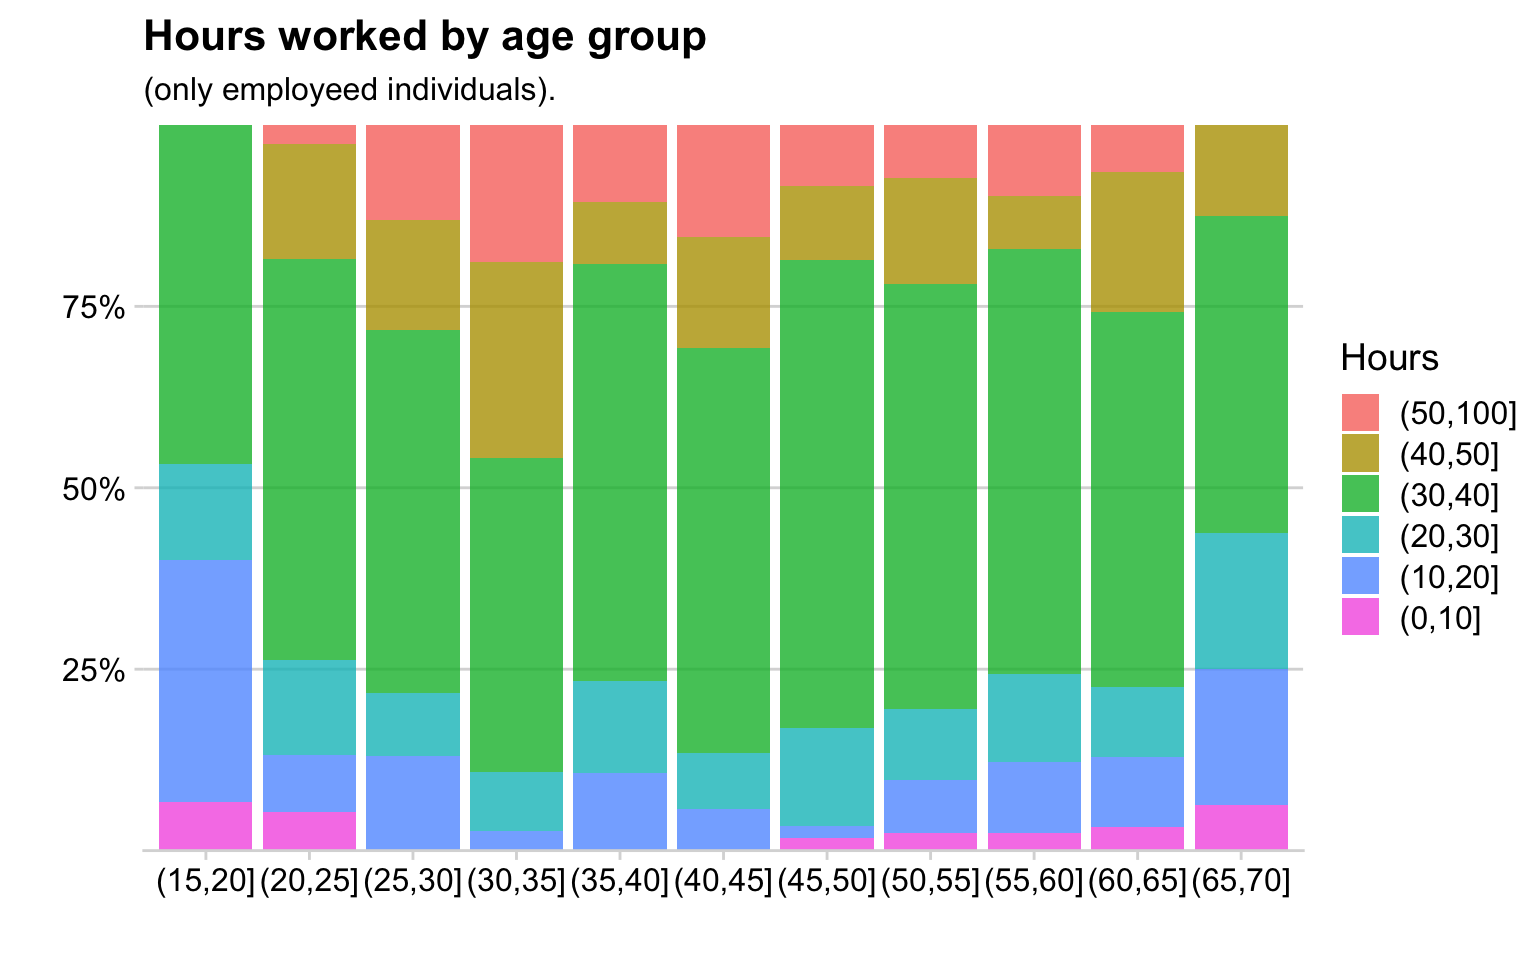 Hours worked by age group
(only employeed individuals).
75%
50%
25%
(15,20] (20,25] (25,30] (30,35] (35,40] (40,45] (45,50] (50,55] (55,60] (60,65] (65,70]
Hours
(50,100]
(40,50]
(30,40]
(20,30]
(10,20]
(0,10]